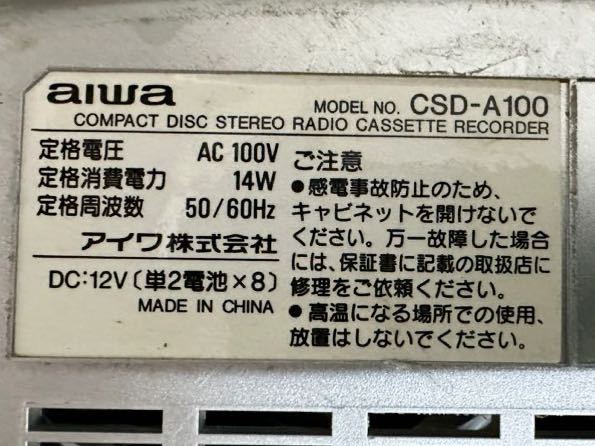 aiwa
MODEL NO. CSD-A100
COMPACT DISC STEREO RADIO CASSETTE RECORDER
定格電圧 AC 100V
定格消費電力 14W
定格周波数 50/60Hz
アイワ株式会社
DC:12V〔単2電池×8〕
MADE IN CHINA
ご注意
●感電事故防止のため、
キャビネットを開けないで
ください。万一故障した場合
には、保証書に記載の取扱店に
修理をご依頼ください。
●高温になる場所での使用、
放置はしないでください。